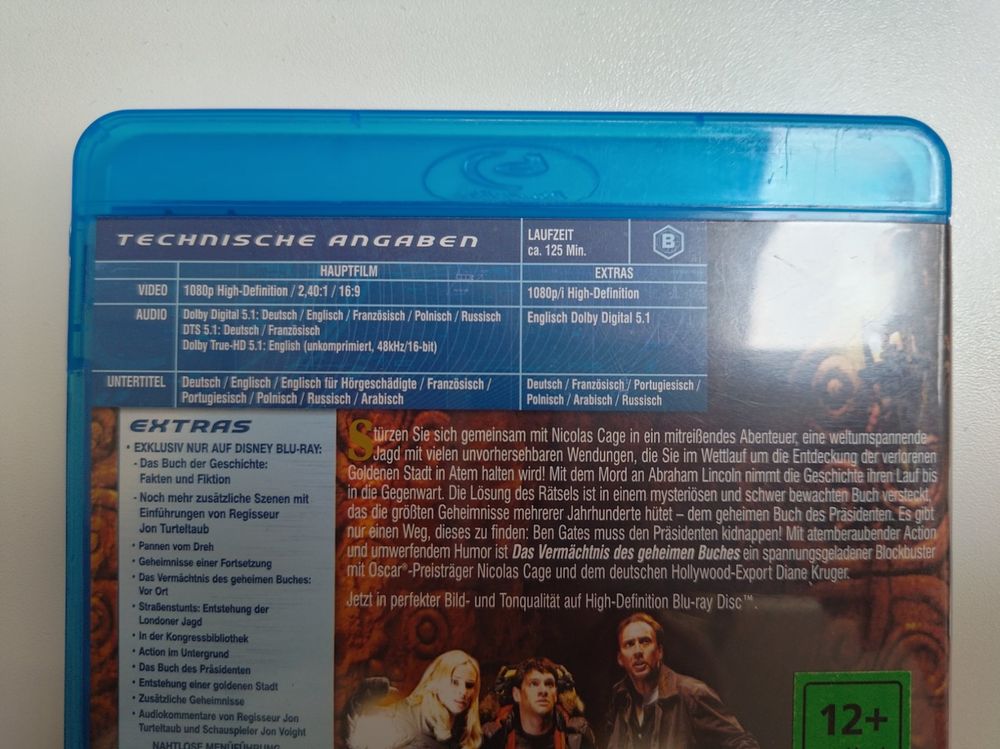 TECHNISCHE ANGABEN
LAUFZEIT
ca. 125 Min.
B
HAUPTFILM
EXTRAS
VIDEO
1080p High-Definition / 2,40:1 / 16:9
1080p/i High-Definition
AUDIO
Dolby Digital 5.1: Deutsch / Englisch / Französisch / Polnisch / Russisch
DTS 5.1: Deutsch / Französisch
Dolby True-HD 5.1: English (unkomprimiert, 48kHz/16-bit)
Englisch Dolby Digital 5.1
UNTERTITEL
Deutsch / Englisch / Englisch für Hörgeschädigte / Französisch /
Portugiesisch / Polnisch / Russisch / Arabisch
Deutsch / Französisch / Portugiesisch /
Polnisch / Arabisch / Russisch
EXTRAS
• EXKLUSIV NUR AUF DISNEY BLU-RAY:
- Das Buch der Geschichte:
Fakten und Fiktion
- Noch mehr zusätzliche Szenen mit
Einführungen von Regisseur
Jon Turteltaub
• Pannen vom Dreh
• Geheimnisse einer Fortsetzung
• Das Vermächtnis des geheimen Buches:
Vor Ort
• Straßenstunts: Entstehung der
Londoner Jagd
• In der Kongressbibliothek
• Action im Untergrund
• Das Buch des Präsidenten
• Entstehung einer goldenen Stadt
• Zusätzliche Geheimnisse
• Audiokommentare von Regisseur Jon
Turteltaub und Schauspieler Jon Voight
NAHTLOSE MENÜFÜHRUNG
Stürzen Sie sich gemeinsam mit Nicolas Cage in ein mitreißendes Abenteuer, eine weltumspannende
Jagd mit vielen unvorhersehbaren Wendungen, die Sie im Wettlauf um die Entdeckung der verlorenen
Goldenen Stadt in Atem halten wird! Mit dem Mord an Abraham Lincoln nimmt die Geschichte ihren Lauf bis
in die Gegenwart. Die Lösung des Rätsels ist in einem mysteriösen und schwer bewachten Buch versteckt,
das die größten Geheimnisse mehrerer Jahrhunderte hütet – dem geheimen Buch des Präsidenten. Es gibt
nur einen Weg, dieses zu finden: Ben Gates muss den Präsidenten kidnappen! Mit atemberaubender Action
und umwerfendem Humor ist Das Vermächtnis des geheimen Buches ein spannungsgeladener Blockbuster
mit Oscar®-Preisträger Nicolas Cage und dem deutschen Hollywood-Export Diane Kruger.
Jetzt in perfekter Bild- und Tonqualität auf High-Definition Blu-ray Disc™.
12+